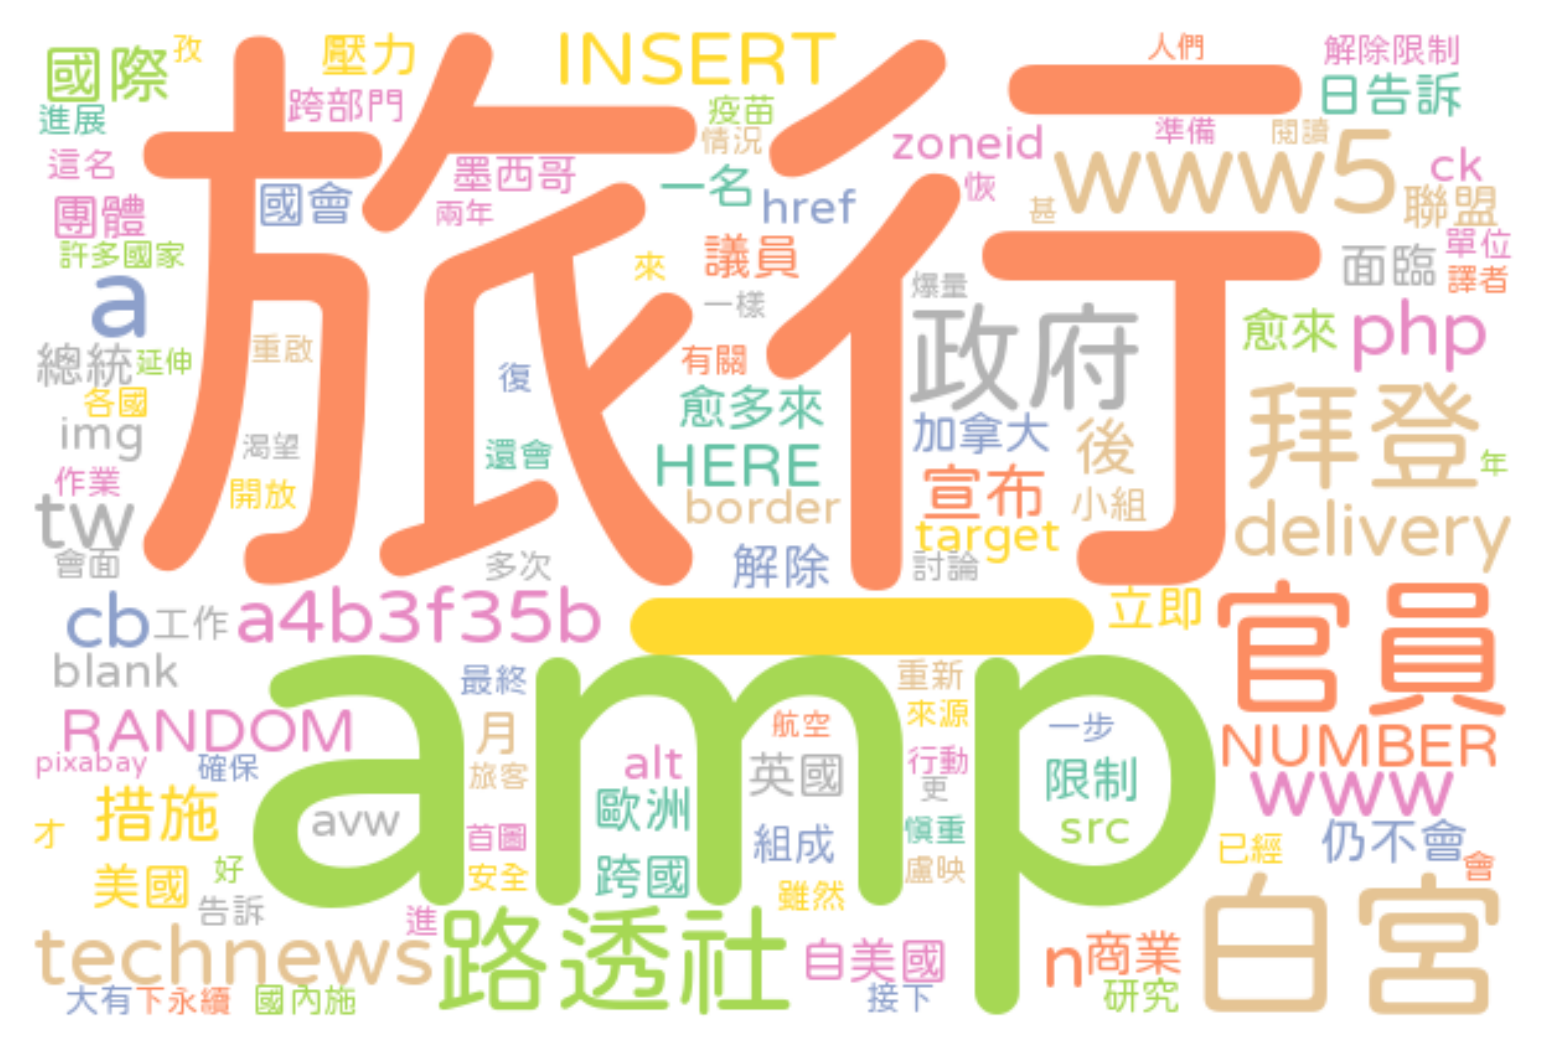 國際
孜
壓力
INSERT
人們
解除限制
進展
跨部門
疫苗
日告訴
這名
墨西哥
情況
zoneid
準備
閱讀
www5
ck
團體
國會
兩年
一名
href
恢
甚
聯盟
許多國家
旅行
來
議員
面臨
單位
譯者
a
一樣
爆量
政府
愈來
php
總統
延伸
重啟
復
有關
各國
愈多來
加拿大
後
拜登
img
渴望
還會
HERE
宣布
年
作業
開放
border
小組
delivery
tw
target
會面
多次
解除
討論
cb
工作
a4b3f35b
一
立即
官員
blank
最終
重新
RANDOM
amp
月
航空
來源
一步
NUMBER
pixabay
確保
旅客
alt
英國
行動
吏
限制
www
措施
avw
歐洲
src
才
首圖
組成
慎重
已經
仍不會
美國
好
安全
跨國
雖然
盧映
會
告訴
進
technews
路透社
自美國
n
商業
白宮
大有
下永續
國內施
接下
研究